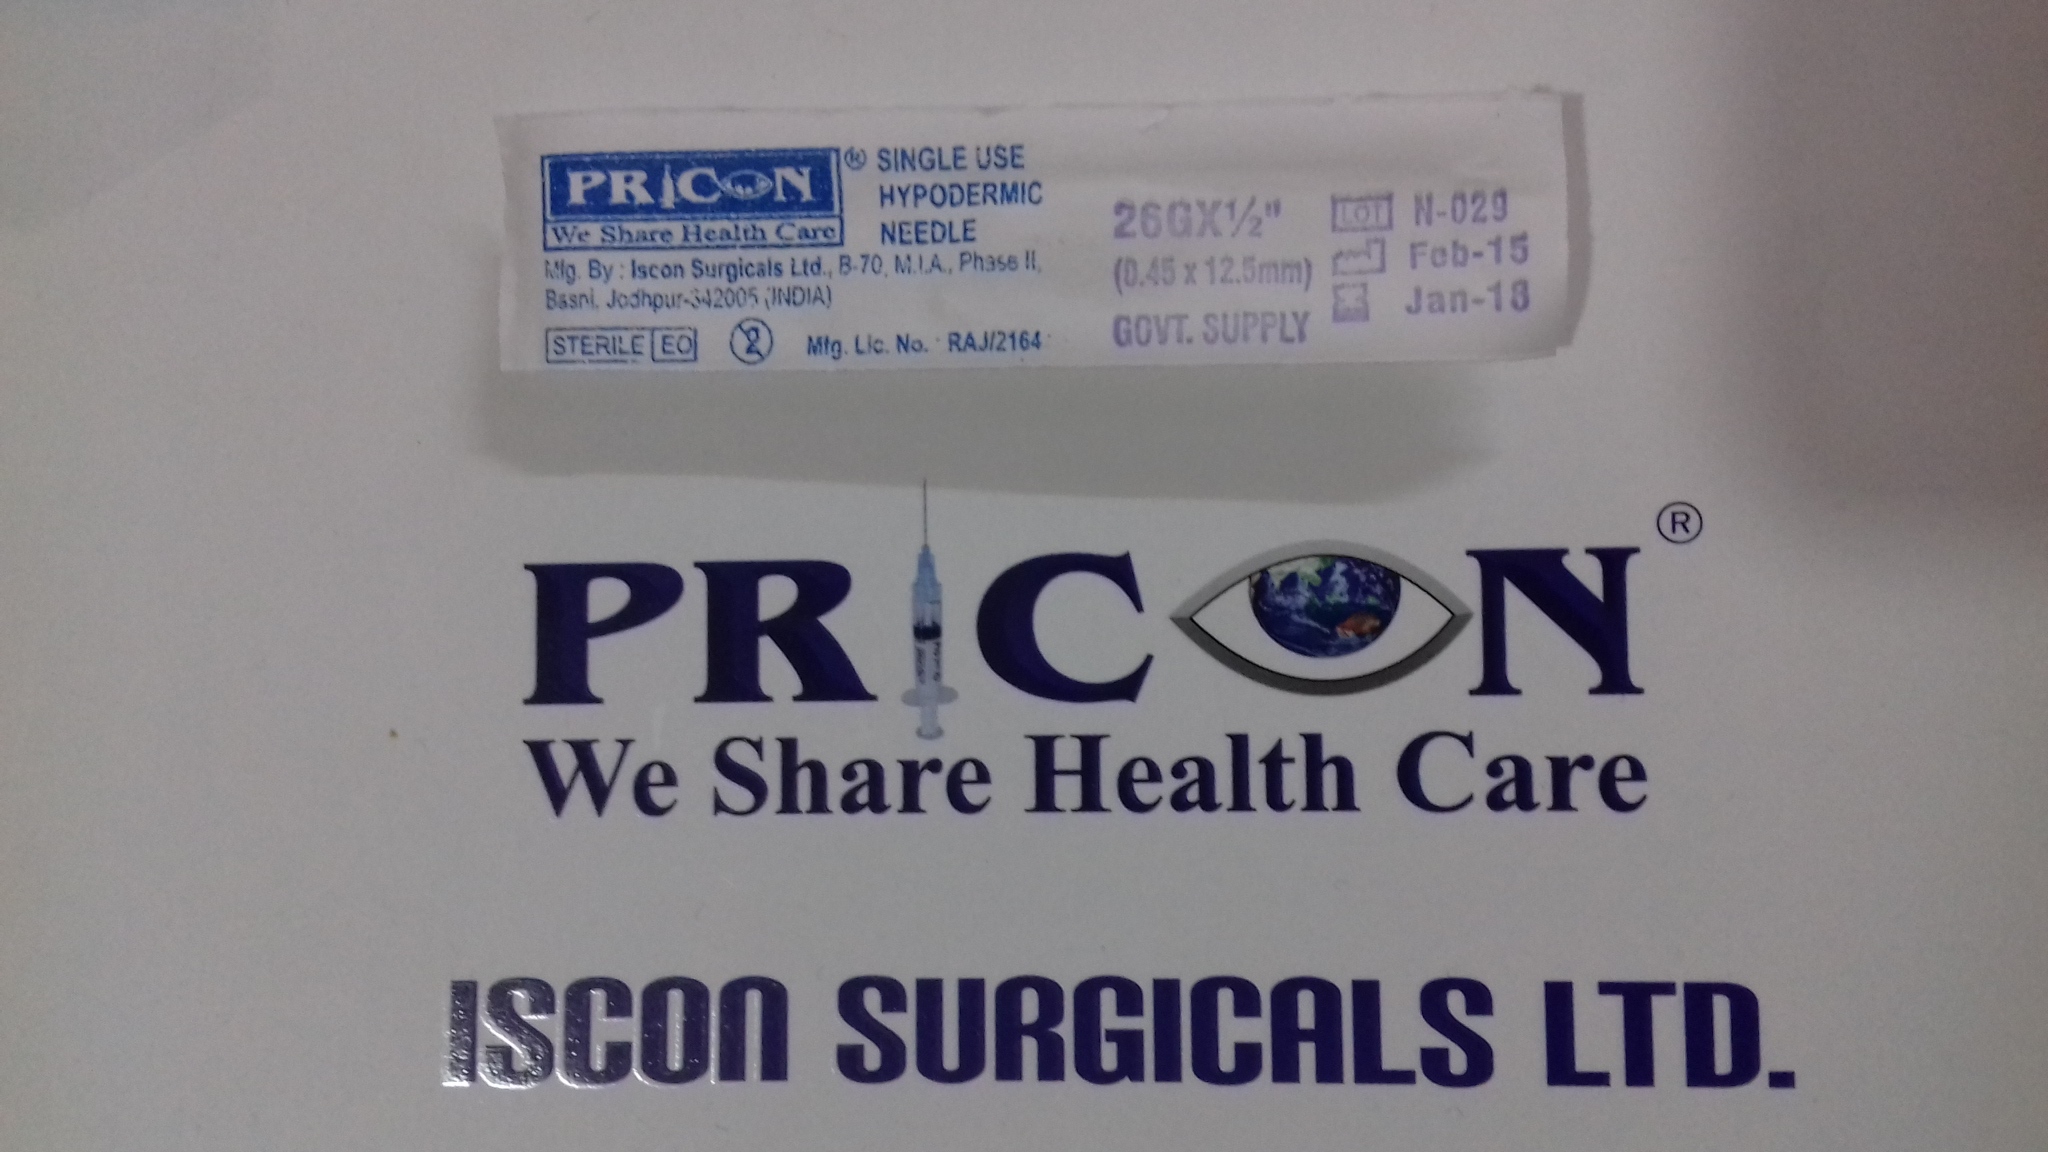 PRICON ® SINGLE USE
HYPODERMIC
NEEDLE
We Share Health Care
Mfg. By : Iscon Surgicals Ltd., B-70, M.I.A., Phase II,
Basni, Jodhpur-342005 (INDIA)
STERILE EO 2 Mfg. Lic. No. : RAJ/2164
26GX½"
(0.45 x 12.5mm)
GOVT. SUPPLY
LOT N-029
Feb-15
Jan-18
PRICON ®
We Share Health Care
ISCON SURGICALS LTD.